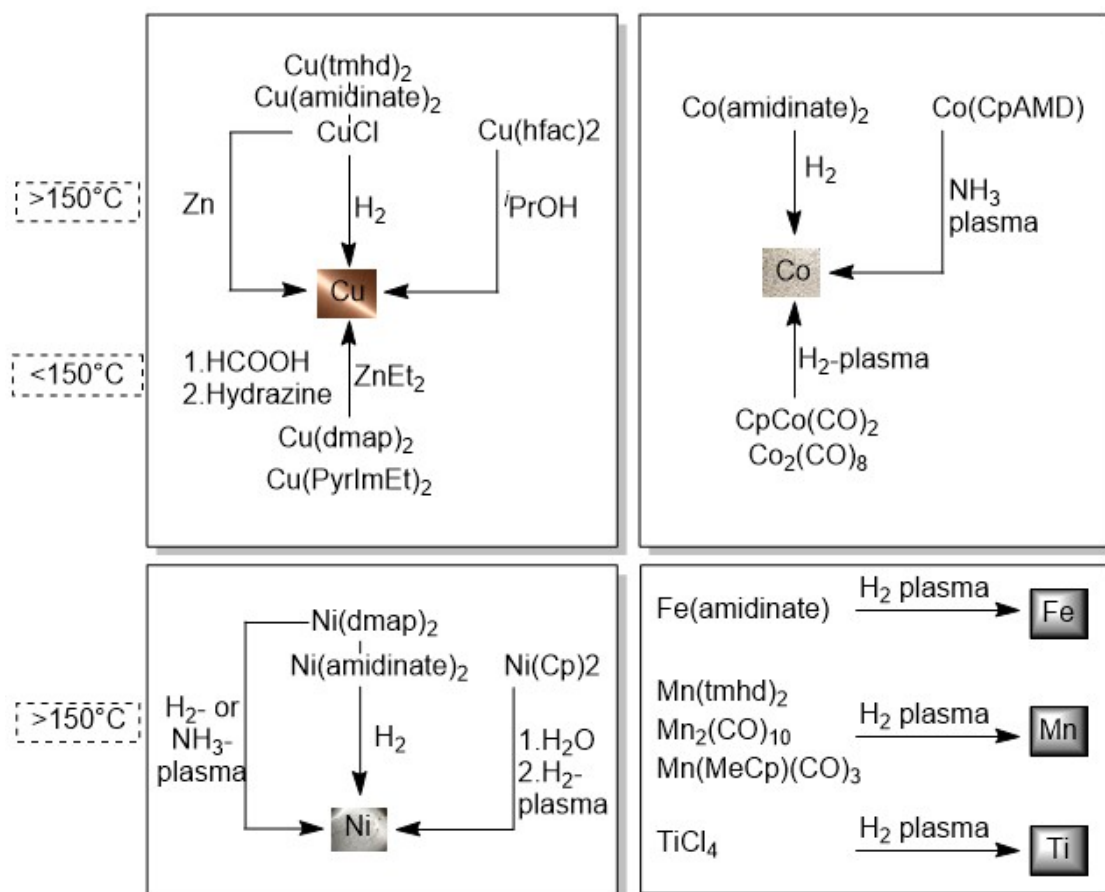 Cu(tmhd)₂
Cu(amidinate)₂
CuCl
Cu(hfac)2
>150°C
Zn
H₂
ⁱPrOH
Cu
<150°C
1.HCOOH
2.Hydrazine
ZnEt₂
Cu(dmap)₂
Cu(PyrImEt)₂
Co(amidinate)₂
Co(CpAMD)
H₂
NH₃
plasma
Co
H₂-plasma
CpCo(CO)₂
Co₂(CO)₈
>150°C
Ni(dmap)₂
Ni(amidinate)₂
Ni(Cp)2
H₂- or
NH₃-
plasma
H₂
1.H₂O
2.H₂-
plasma
Ni
Fe(amidinate)
H₂ plasma
Fe
Mn(tmhd)₂
Mn₂(CO)₁₀
Mn(MeCp)(CO)₃
H₂ plasma
Mn
TiCl₄
H₂ plasma
Ti